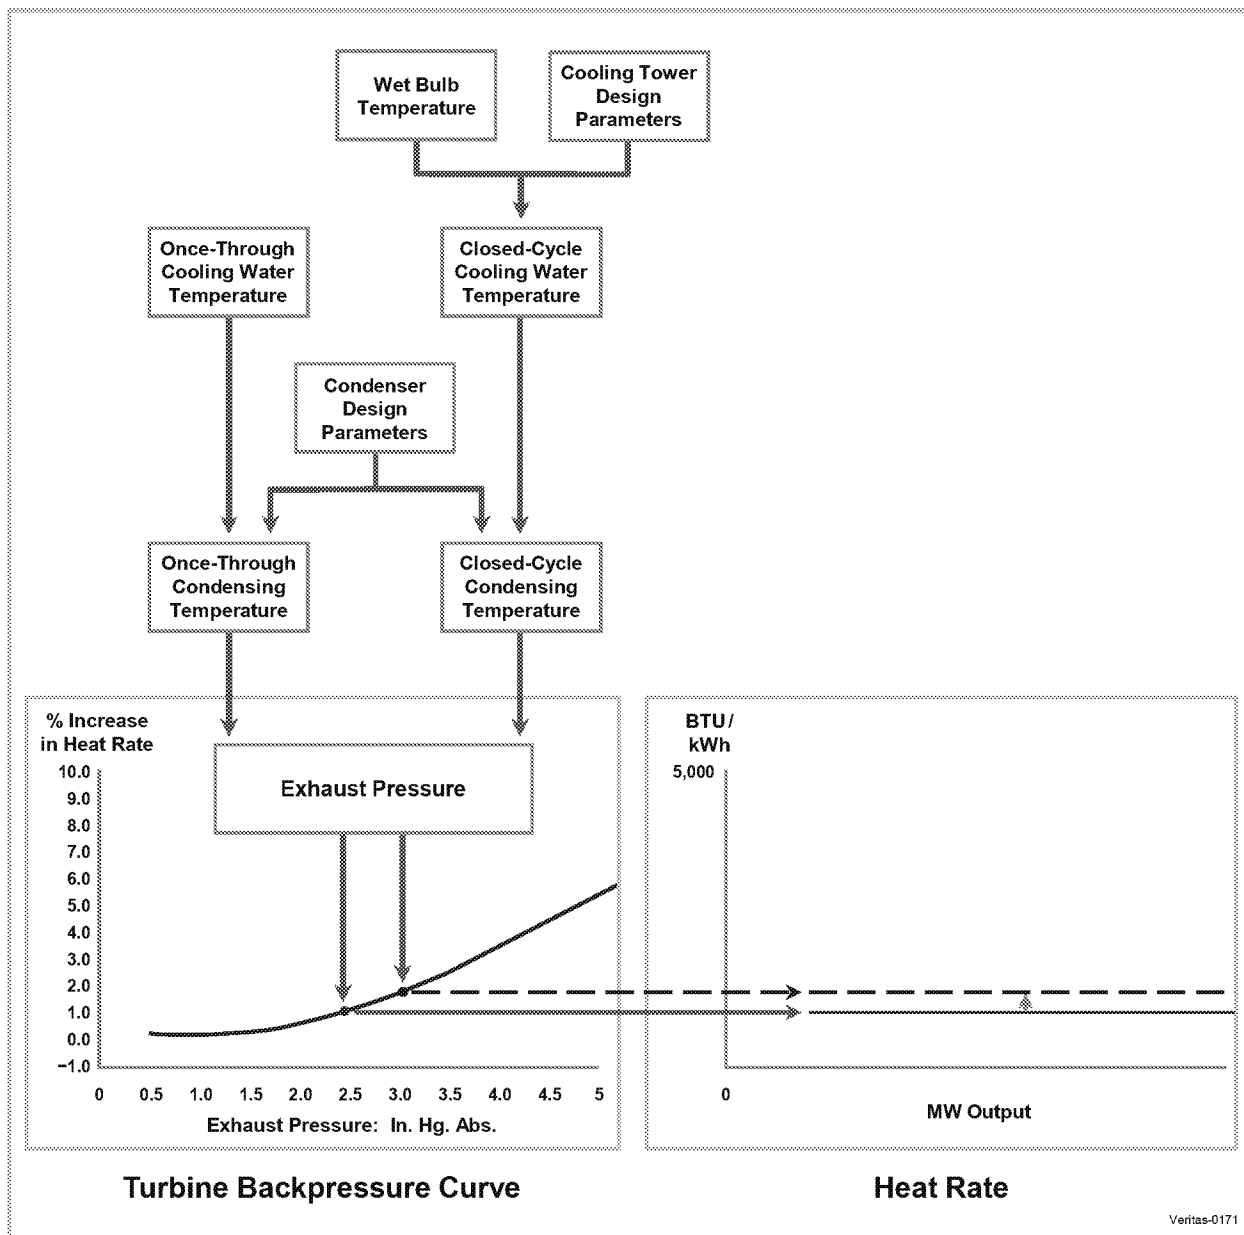 Wet Bulb
Temperature
Cooling Tower
Design
Parameters
Once-Through
Cooling Water
Temperature
Closed-Cycle
Cooling Water
Temperature
Condenser
Design
Parameters
Once-Through
Condensing
Temperature
Closed-Cycle
Condensing
Temperature
% Increase
in Heat Rate
10.0
9.0
8.0
7.0
6.0
5.0
4.0
3.0
2.0
1.0
0.0
−1.0
Exhaust Pressure
0 0.5 1.0 1.5 2.0 2.5 3.0 3.5 4.0 4.5 5
Exhaust Pressure: In. Hg. Abs.
BTU /
kWh
5,000
0
MW Output
Turbine Backpressure Curve
Heat Rate
Veritas-0171